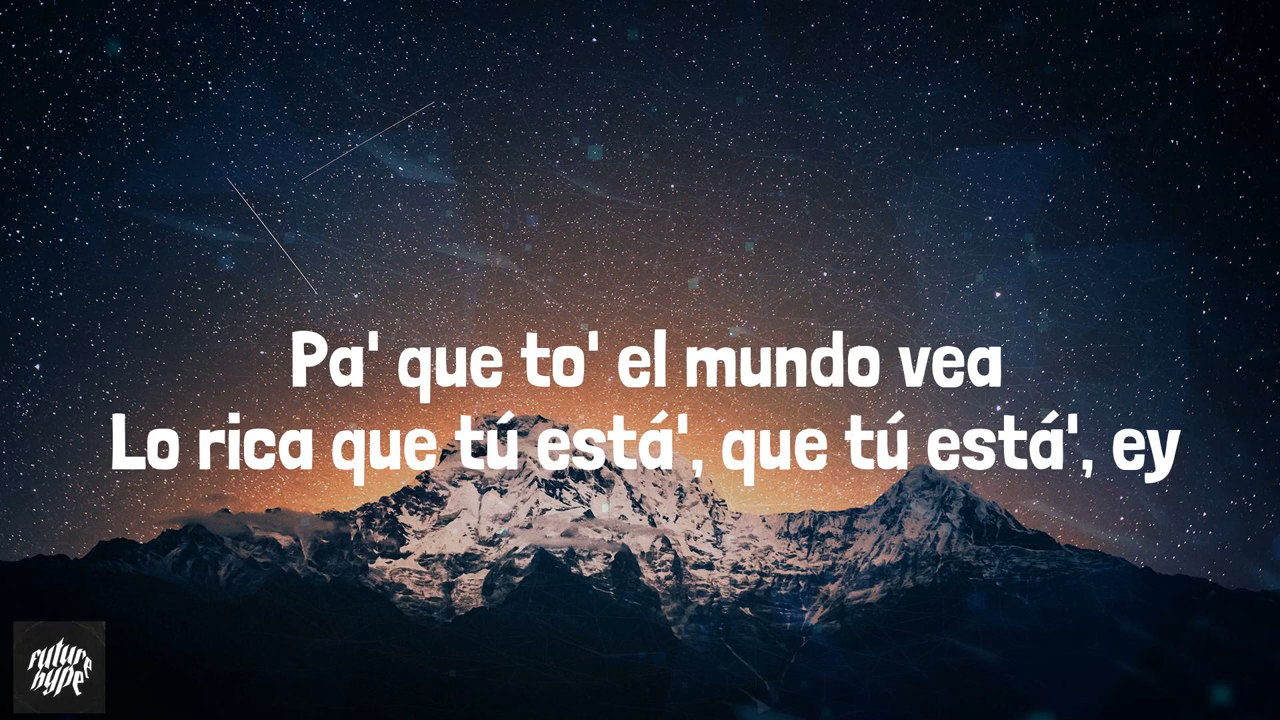 Pa' que to' el mundo vea
Lo rica que tú está', que tú está', ey
future
hype